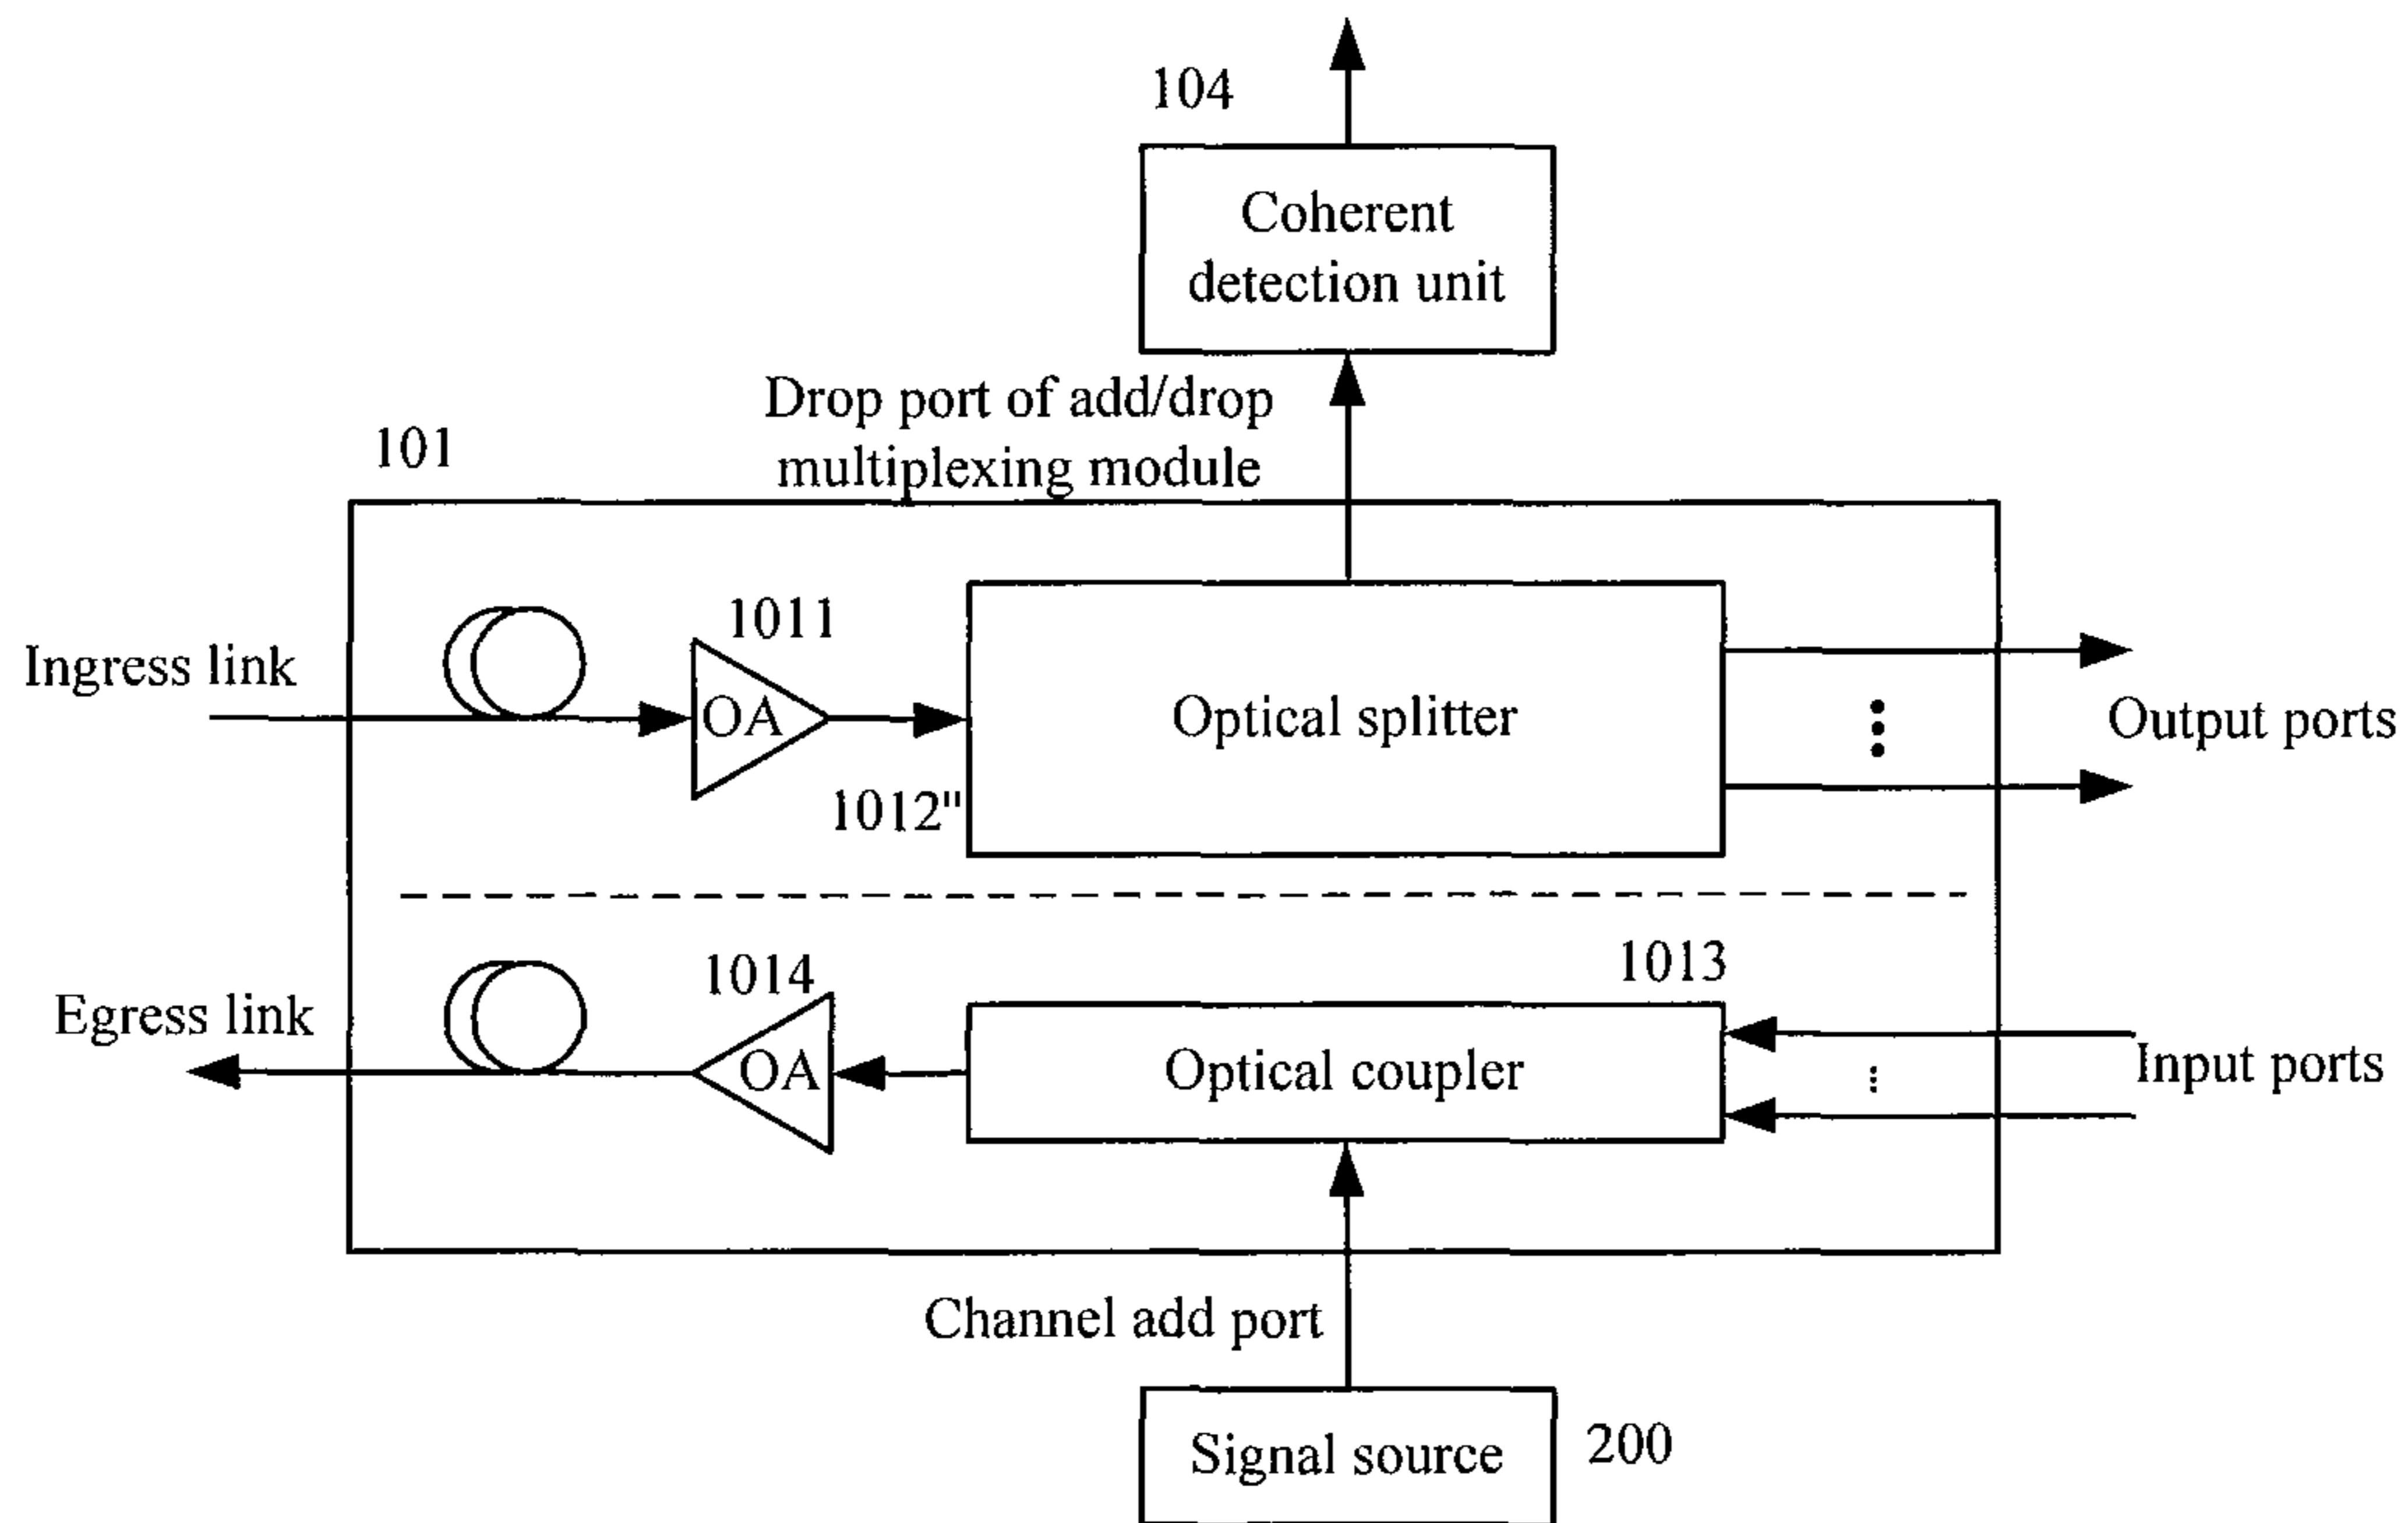 104
Coherent
detection unit
Drop port of add/drop
multiplexing module
101
1011
Ingress link
OA
Optical splitter
Output ports
1012"
1013
1014
Egress link
OA
Optical coupler
Input ports
Channel add port
Signal source
200